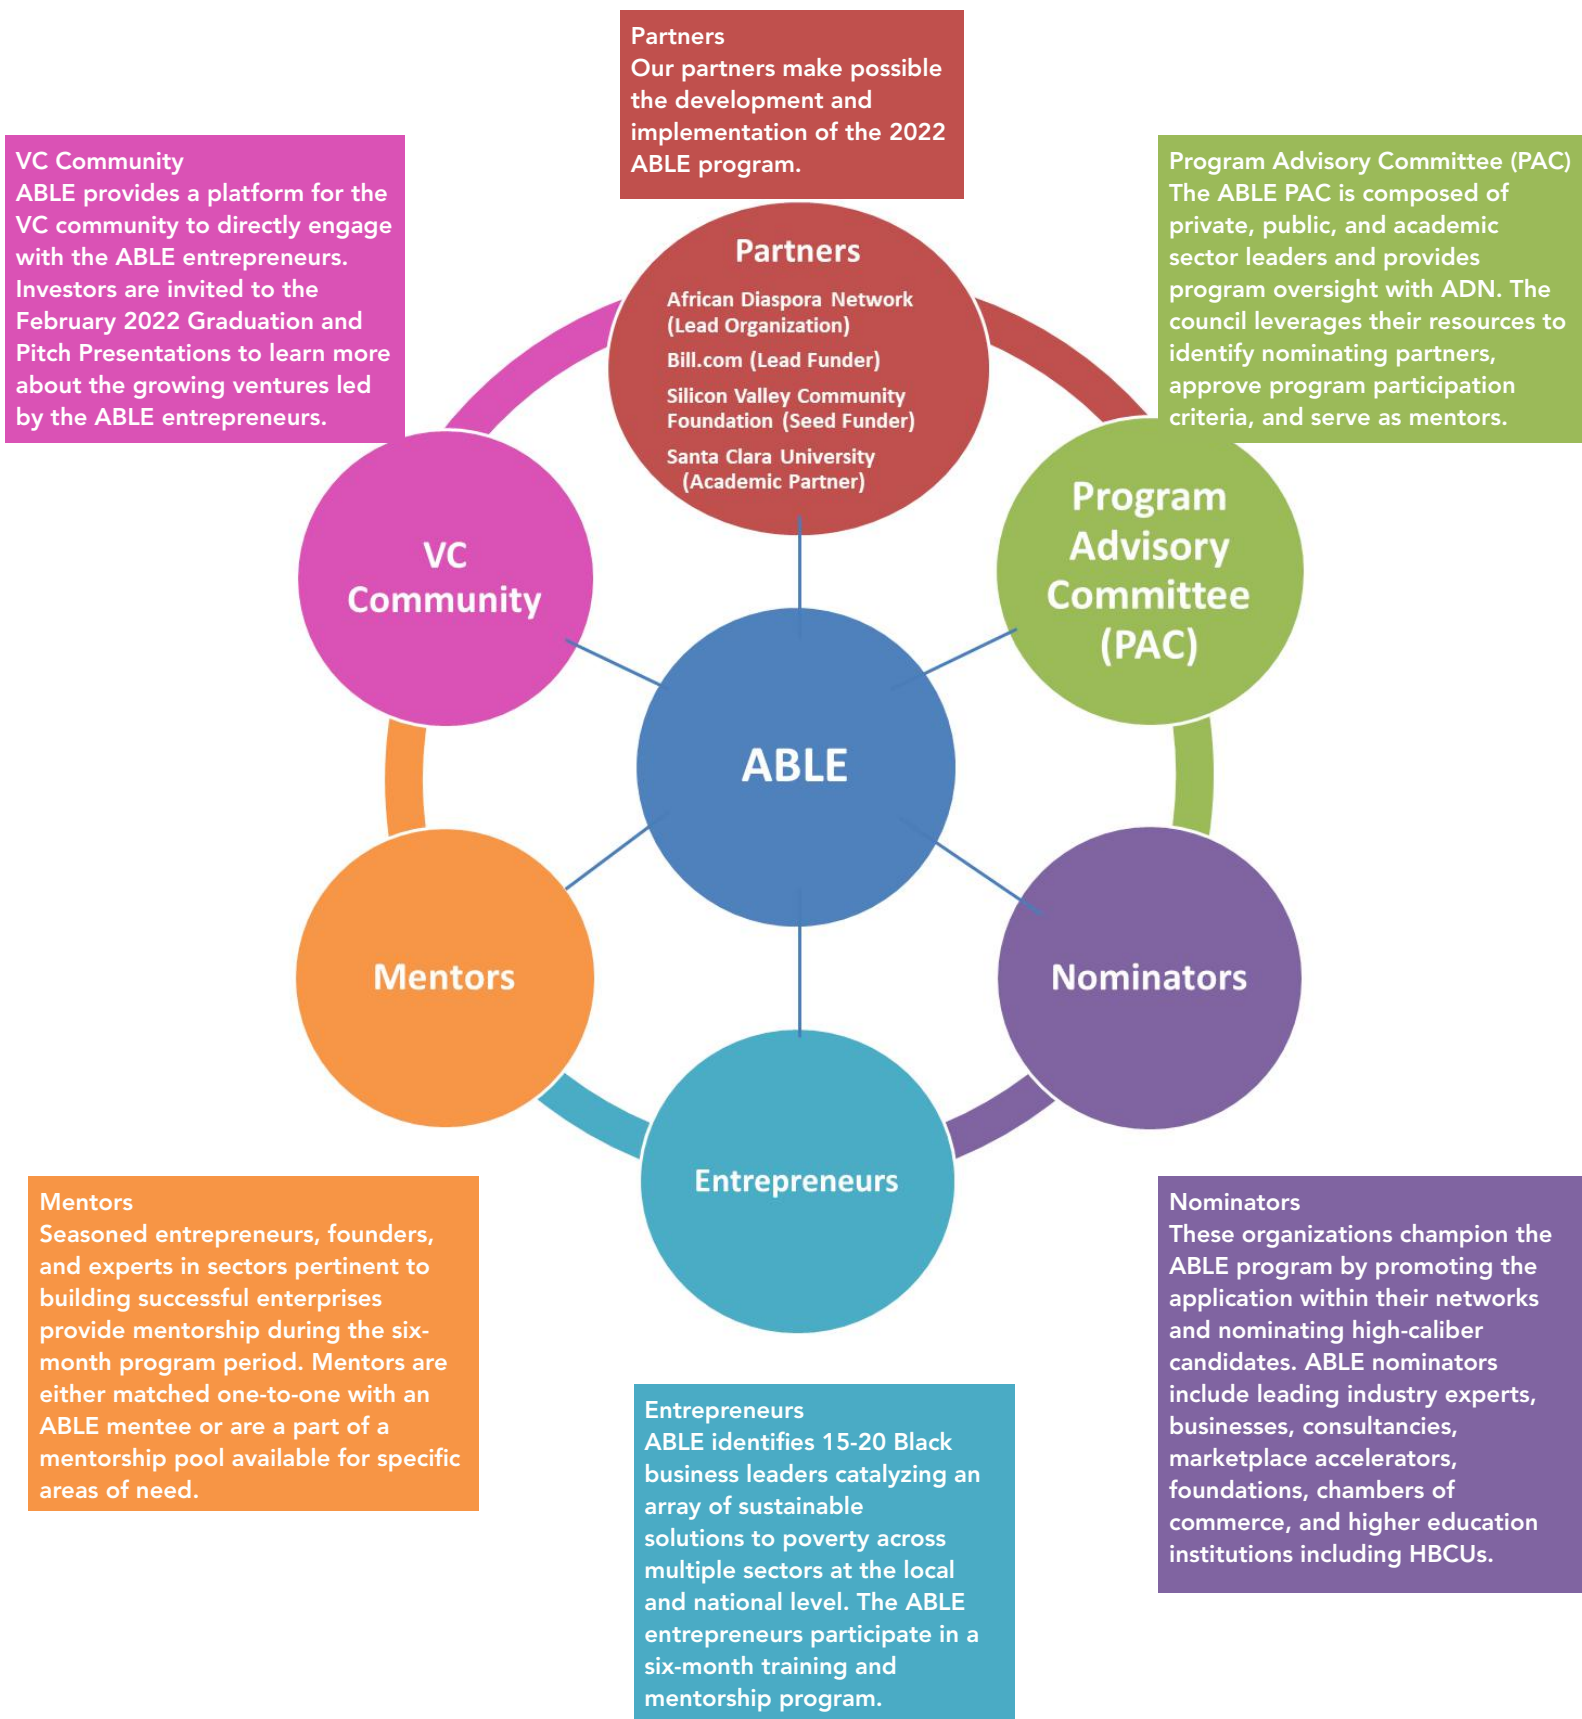 Partners
Our partners make possible
the development and
implementation of the 2022
ABLE program.
VC Community
ABLE provides a platform for the
VC community to directly engage
with the ABLE entrepreneurs.
Investors are invited to the
February 2022 Graduation and
Pitch Presentations to learn more
about the growing ventures led
by the ABLE entrepreneurs.
Program Advisory Committee (PAC)
The ABLE PAC is composed of
private, public, and academic
sector leaders and provides
program oversight with ADN. The
council leverages their resources to
identify nominating partners,
approve program participation
criteria, and serve as mentors.
Partners
African Diaspora Network
(Lead Organization)
Bill.com (Lead Funder)
Silicon Valley Community
Foundation (Seed Funder)
Santa Clara University
(Academic Partner)
VC
Community
Program
Advisory
Committee
(PAC)
ABLE
Mentors
Nominators
Entrepreneurs
Mentors
Seasoned entrepreneurs, founders,
and experts in sectors pertinent to
building successful enterprises
provide mentorship during the six-
month program period. Mentors are
either matched one-to-one with an
ABLE mentee or are a part of a
mentorship pool available for specific
areas of need.
Entrepreneurs
ABLE identifies 15-20 Black
business leaders catalyzing an
array of sustainable
solutions to poverty across
multiple sectors at the local
and national level. The ABLE
entrepreneurs participate in a
six-month training and
mentorship program.
Nominators
These organizations champion the
ABLE program by promoting the
application within their networks
and nominating high-caliber
candidates. ABLE nominators
include leading industry experts,
businesses, consultancies,
marketplace accelerators,
foundations, chambers of
commerce, and higher education
institutions including HBCUs.